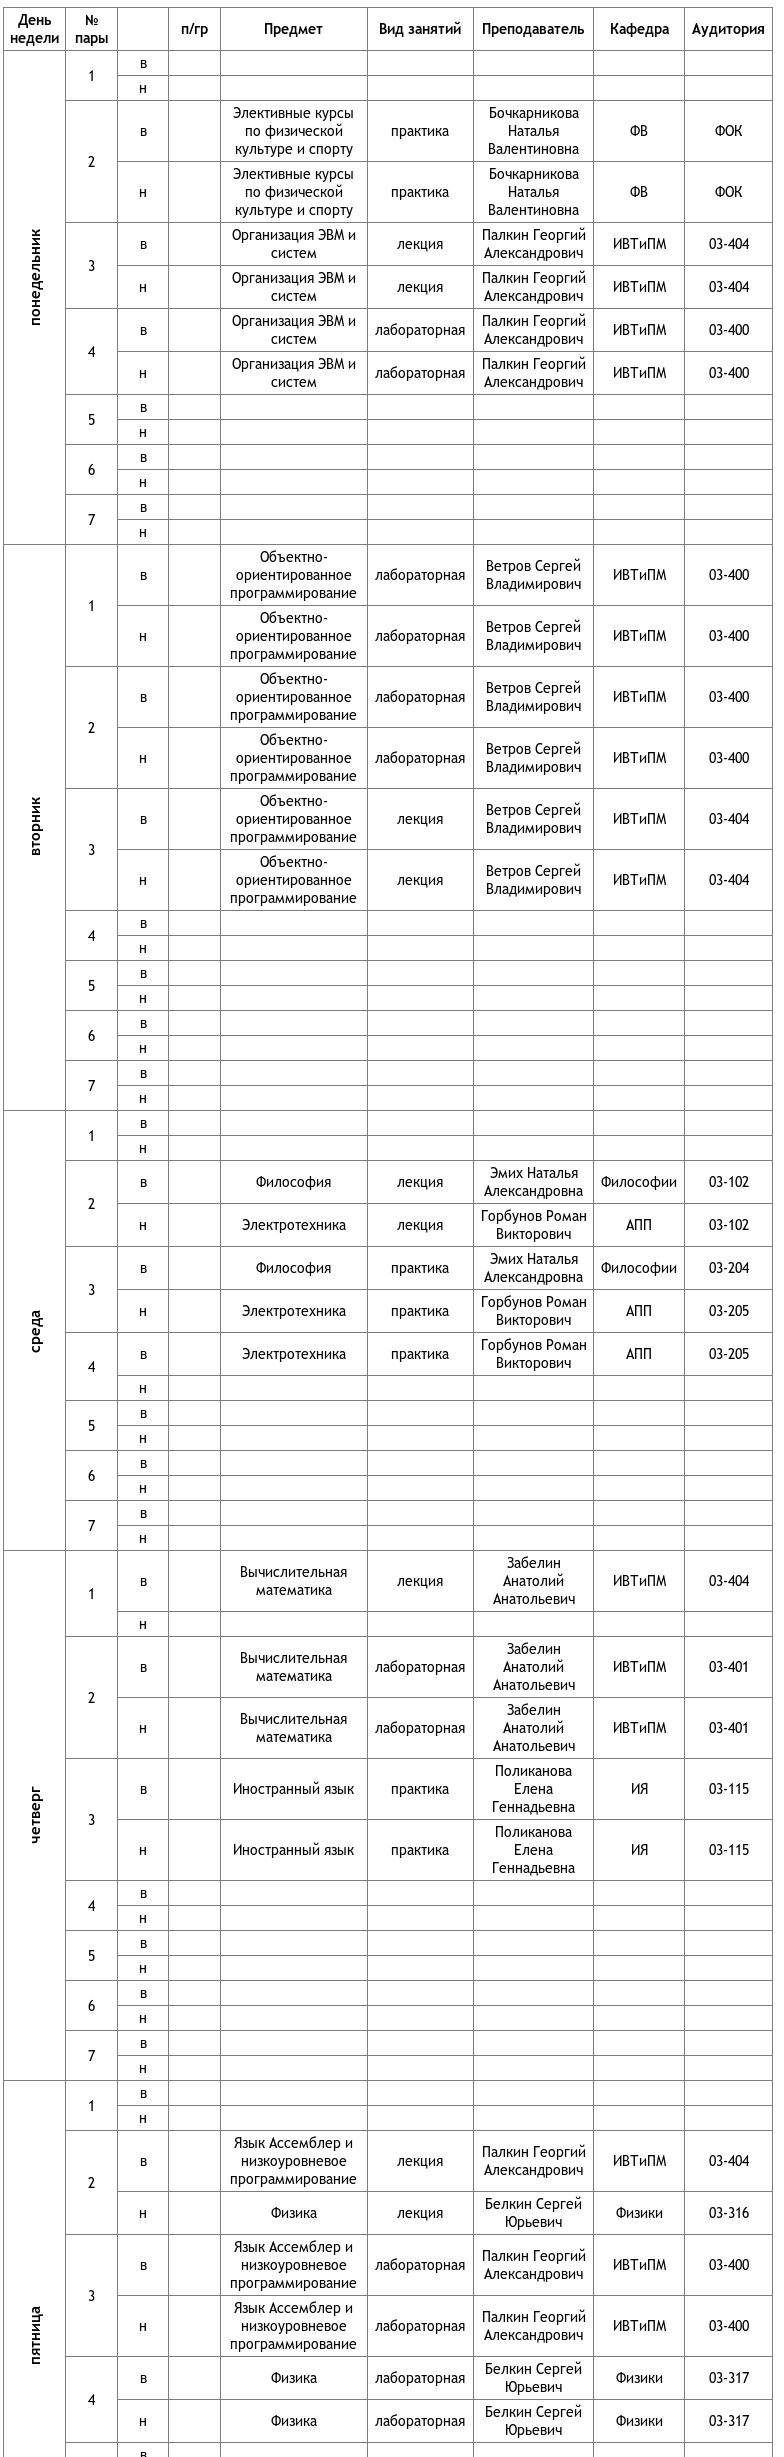 День недели № пары п/гр Предмет Вид занятий Преподаватель Кафедра Аудитория
понедельник
1 в
н
2 в Элективные курсы по физической культуре и спорту практика Бочкарникова Наталья Валентиновна ФВ ФОК
н Элективные курсы по физической культуре и спорту практика Бочкарникова Наталья Валентиновна ФВ ФОК
3 в Организация ЭВМ и систем лекция Палкин Георгий Александрович ИВТиПМ 03-404
н Организация ЭВМ и систем лекция Палкин Георгий Александрович ИВТиПМ 03-404
4 в Организация ЭВМ и систем лабораторная Палкин Георгий Александрович ИВТиПМ 03-400
н Организация ЭВМ и систем лабораторная Палкин Георгий Александрович ИВТиПМ 03-400
5 в
н
6 в
н
7 в
н
вторник
1 в Объектно-ориентированное программирование лабораторная Ветров Сергей Владимирович ИВТиПМ 03-400
н Объектно-ориентированное программирование лабораторная Ветров Сергей Владимирович ИВТиПМ 03-400
2 в Объектно-ориентированное программирование лабораторная Ветров Сергей Владимирович ИВТиПМ 03-400
н Объектно-ориентированное программирование лабораторная Ветров Сергей Владимирович ИВТиПМ 03-400
3 в Объектно-ориентированное программирование лекция Ветров Сергей Владимирович ИВТиПМ 03-404
н Объектно-ориентированное программирование лекция Ветров Сергей Владимирович ИВТиПМ 03-404
4 в
н
5 в
н
6 в
н
7 в
н
среда
1 в
н
2 в Философия лекция Эмих Наталья Александровна Философии 03-102
н Электротехника лекция Горбунов Роман Викторович АПП 03-102
3 в Философия практика Эмих Наталья Александровна Философии 03-204
н Электротехника практика Горбунов Роман Викторович АПП 03-205
4 в Электротехника практика Горбунов Роман Викторович АПП 03-205
н
5 в
н
6 в
н
7 в
н
четверг
1 в Вычислительная математика лекция Забелин Анатолий Анатольевич ИВТиПМ 03-404
н
2 в Вычислительная математика лабораторная Забелин Анатолий Анатольевич ИВТиПМ 03-401
н Вычислительная математика лабораторная Забелин Анатолий Анатольевич ИВТиПМ 03-401
3 в Иностранный язык практика Поликанова Елена Геннадьевна ИЯ 03-115
н Иностранный язык практика Поликанова Елена Геннадьевна ИЯ 03-115
4 в
н
5 в
н
6 в
н
7 в
н
пятница
1 в
н
2 в Язык Ассемблер и низкоуровневое программирование лекция Палкин Георгий Александрович ИВТиПМ 03-404
н Физика лекция Белкин Сергей Юрьевич Физики 03-316
3 в Язык Ассемблер и низкоуровневое программирование лабораторная Палкин Георгий Александрович ИВТиПМ 03-400
н Язык Ассемблер и низкоуровневое программирование лабораторная Палкин Георгий Александрович ИВТиПМ 03-400
4 в Физика лабораторная Белкин Сергей Юрьевич Физики 03-317
н Физика лабораторная Белкин Сергей Юрьевич Физики 03-317
в